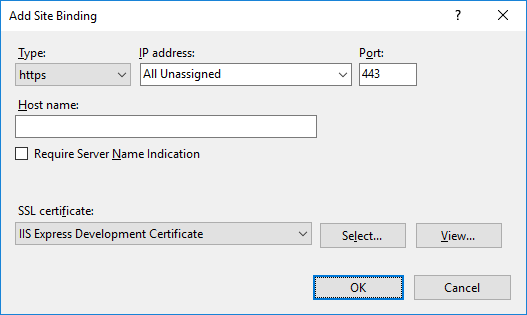 Add Site Binding
Type: IP address: Port:
https All Unassigned 443
Host name:
Require Server Name Indication
SSL certificate:
IIS Express Development Certificate Select... View...
OK Cancel